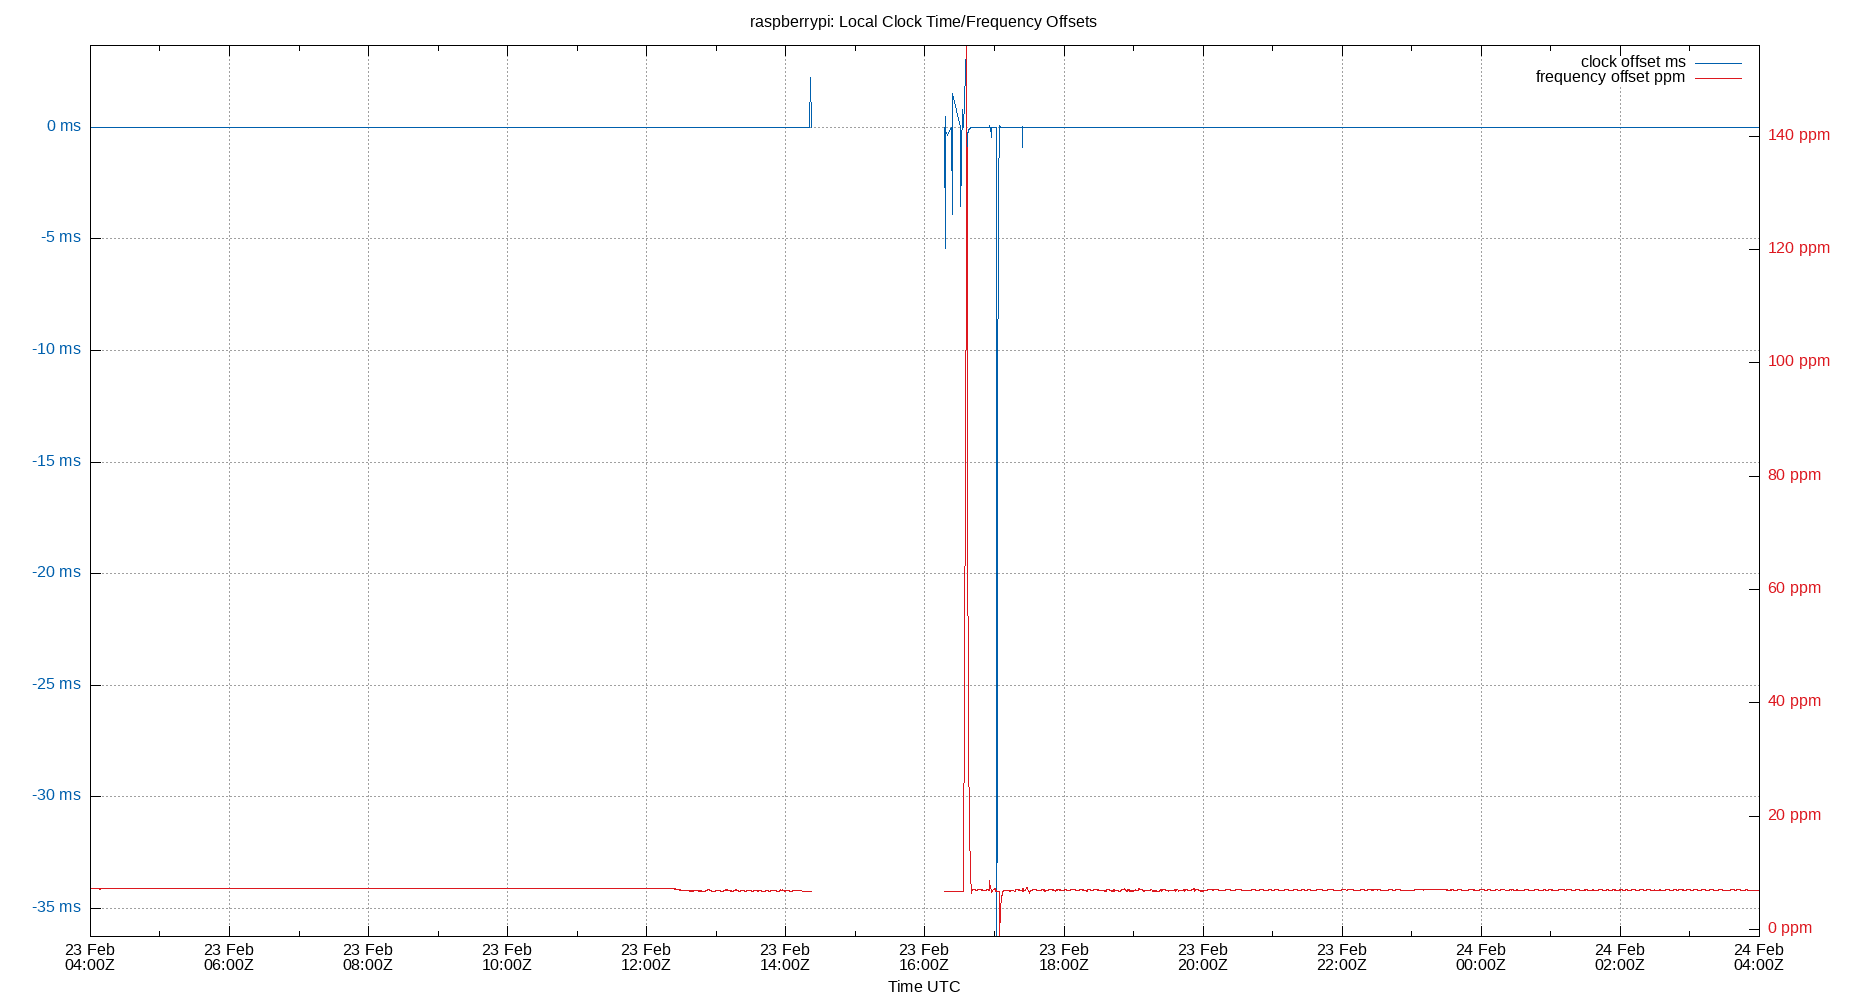 raspberrypi: Local Clock Time/Frequency Offsets
clock offset ms
frequency offset ppm
0 ms
-5 ms
-10 ms
-15 ms
-20 ms
-25 ms
-30 ms
-35 ms
140 ppm
120 ppm
100 ppm
80 ppm
60 ppm
40 ppm
20 ppm
0 ppm
23 Feb 23 Feb 23 Feb 23 Feb 23 Feb 23 Feb 23 Feb 23 Feb 23 Feb 23 Feb 24 Feb 24 Feb 24 Feb
04:00Z 06:00Z 08:00Z 10:00Z 12:00Z 14:00Z 16:00Z 18:00Z 20:00Z 22:00Z 00:00Z 02:00Z 04:00Z
Time UTC